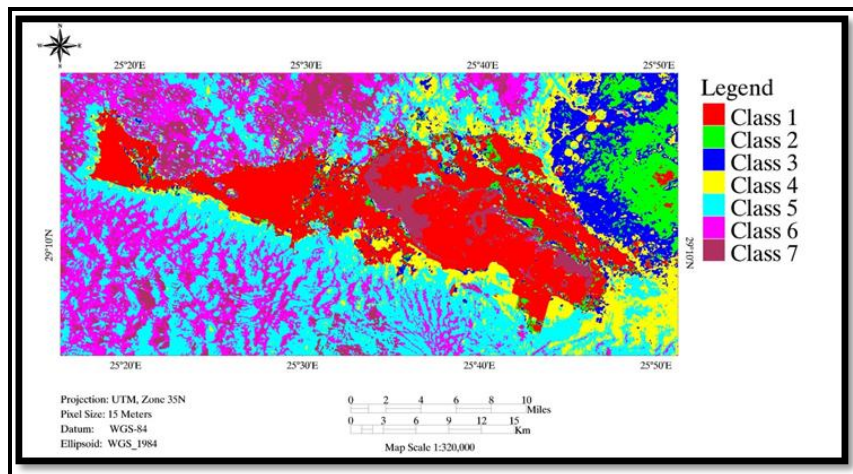 N
W E
S
25°20'E 25°30'E 25°40'E 25°50'E
Legend
Class 1
Class 2
Class 3
Class 4
Class 5
Class 6
Class 7
29°10'N 29°10'N
25°20'E 25°30'E 25°40'E 25°50'E
Projection: UTM, Zone 35N
Pixel Size: 15 Meters
Datum: WGS-84
Ellipsoid: WGS_1984
0 2 4 6 8 10
Miles
0 3 6 9 12 15
Km
Map Scale 1:320,000